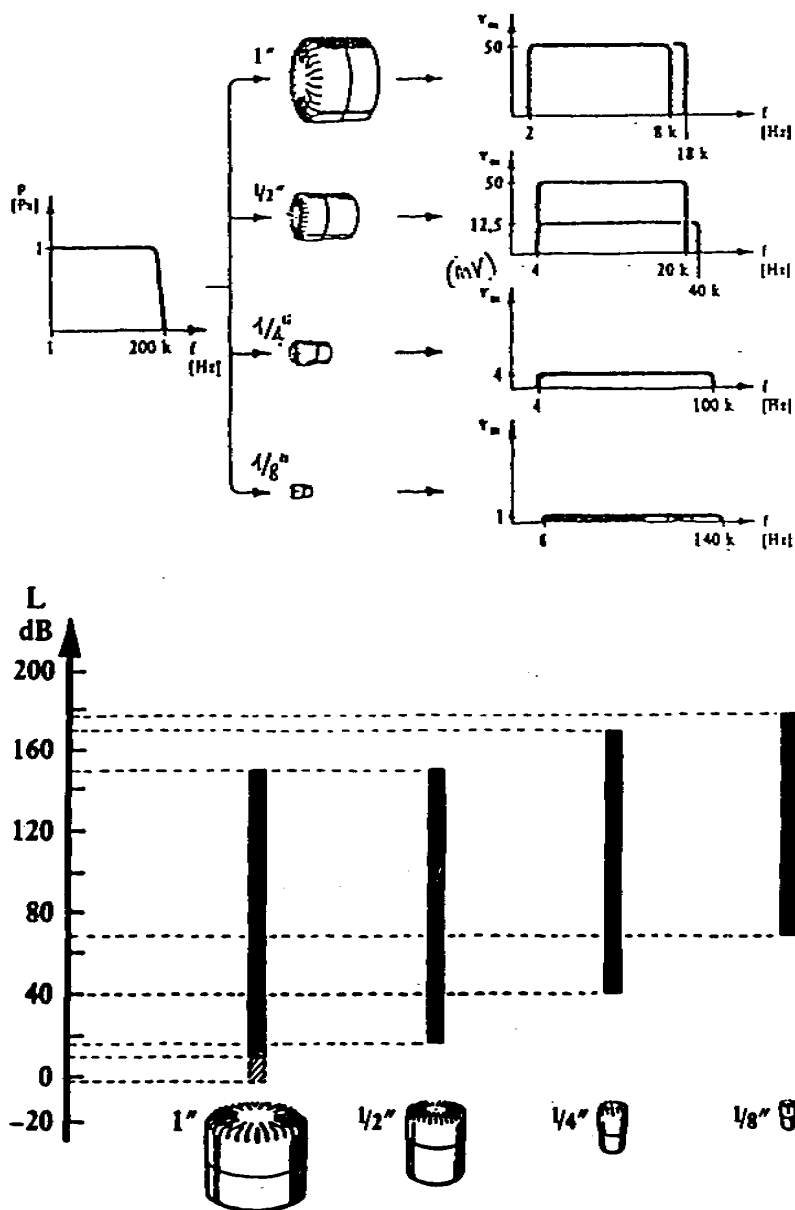 1"
50
2
8 k
18 k
f
[Hz]
P
[Pa]
1
1
200 k
f
[Hz]
1/2"
50
12,5
(mV)
4
20 k
40 k
f
[Hz]
1/4"
4
4
100 k
f
[Hz]
1/8"
1
6
140 k
f
[Hz]
L
dB
200
160
120
80
40
0
-20
1"
1/2"
1/4"
1/8"